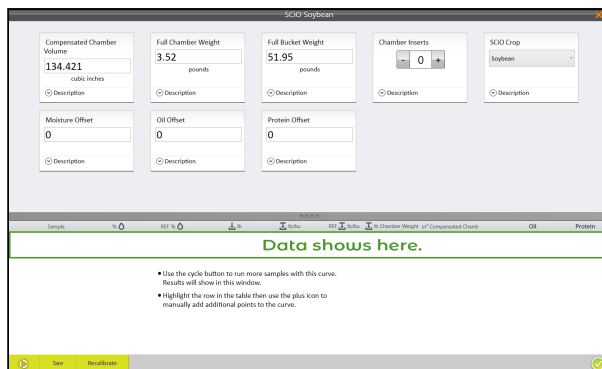 SCiO Soybean
Compensated Chamber
Volume
134.421
cubic inches
Description
Full Chamber Weight
3.52
pounds
Description
Full Bucket Weight
51.95
pounds
Description
Chamber Inserts
- 0 +
Description
SCiO Crop
Soybean
Description
Moisture Offset
0
Description
Oil Offset
0
Description
Protein Offset
0
Description
Sample % REF % lb lb/bu REF lb/bu lb Chamber Weight in³ Compensated Chamb Oil Protein
Data shows here.
• Use the cycle button to run more samples with this curve.
Results will show in this window.
• Highlight the row in the table then use the plus icon to
manually add additional points to the curve.
Tare Recalibrate